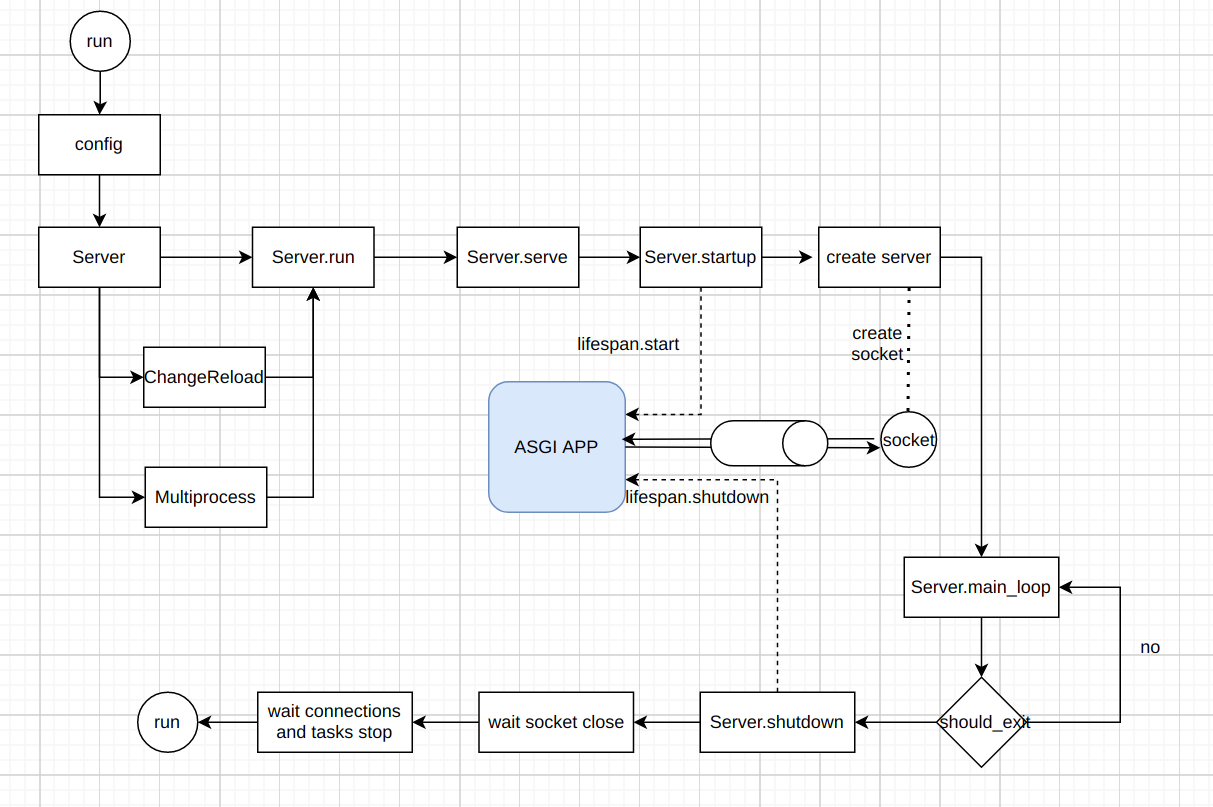 run
config
Server
Server.run
Server.serve
Server.startup
create server
lifespan.start
create
socket
ChangeReload
ASGI APP
socket
Multiprocess
lifespan.shutdown
Server.main_loop
no
run
wait connections
and tasks stop
wait socket close
Server.shutdown
should_exit